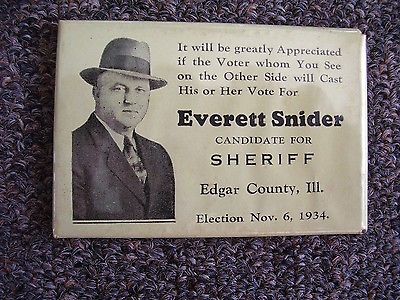 It will be greatly Appreciated
if the Voter whom You See
on the Other Side will Cast
His or Her Vote For
Everett Snider
CANDIDATE FOR
SHERIFF
Edgar County, Ill.
Election Nov. 6, 1934.